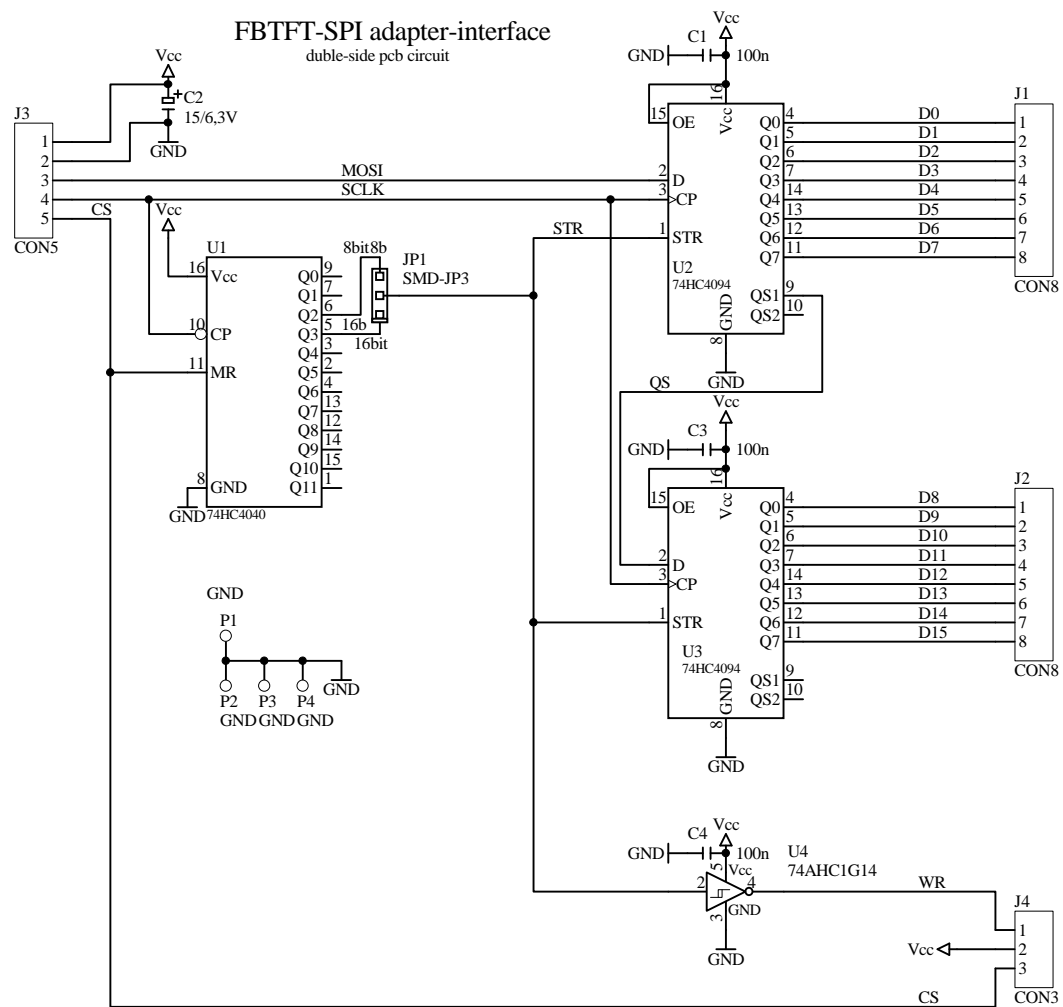 FBTFT-SPI adapter-interface
duble-side pcb circuit
Vcc
C2
15/6,3V
GND
J3
1
2
3
4
5
CON5
MOSI
SCLK
CS
Vcc
U1
16 Vcc
10 CP
11 MR
8 GND
GND
74HC4040
Q0 9
Q1 7
Q2 6
Q3 5
Q4 3
Q5 2
Q6 4
Q7 13
Q8 12
Q9 14
Q10 15
Q11 1
8bit 8b
16b
16bit
JP1
SMD-JP3
STR
Vcc
C1
GND
100n
16
Vcc
15 OE
2 D
3 CP
1 STR
U2
74HC4094
GND
8
GND
Q0 4
Q1 5
Q2 6
Q3 7
Q4 14
Q5 13
Q6 12
Q7 11
QS1 9
QS2 10
D0
D1
D2
D3
D4
D5
D6
D7
J1
1
2
3
4
5
6
7
8
CON8
QS
Vcc
C3
GND
100n
16
Vcc
15 OE
2 D
3 CP
1 STR
U3
74HC4094
GND
8
GND
Q0 4
Q1 5
Q2 6
Q3 7
Q4 14
Q5 13
Q6 12
Q7 11
QS1 9
QS2 10
D8
D9
D10
D11
D12
D13
D14
D15
J2
1
2
3
4
5
6
7
8
CON8
GND
P1
P2
P3
P4
GND
GND
GND
GND
Vcc
C4
GND
100n
U4
74AHC1G14
5
Vcc
2
4
3
GND
GND
WR
Vcc
CS
J4
1
2
3
CON3